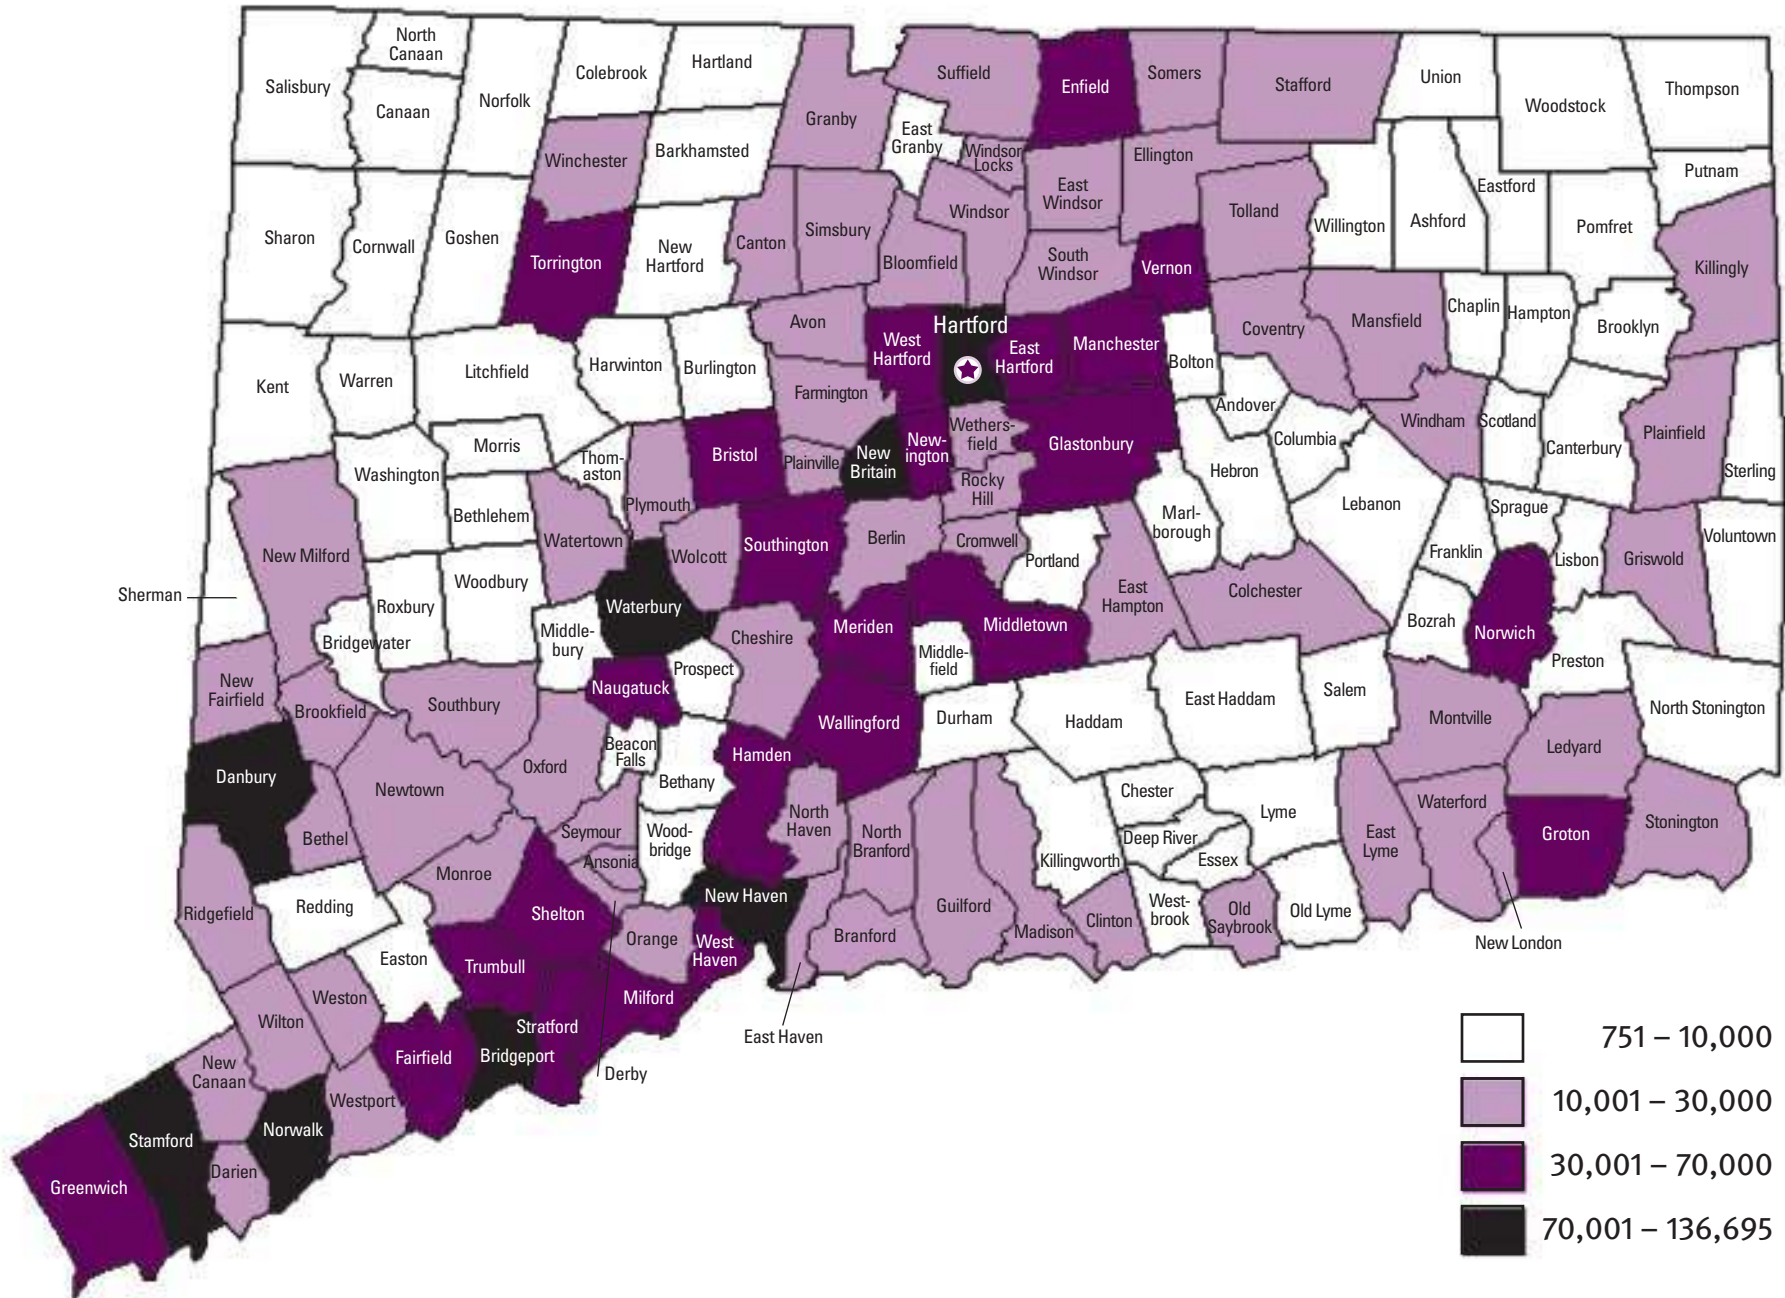 North
Canaan
Salisbury
Canaan
Norfolk
Colebrook
Hartland
Granby
Suffield
Enfield
Somers
Stafford
Union
Woodstock
Thompson
East
Granby
Windsor
Locks
Winchester
Barkhamsted
Ellington
East
Windsor
Putnam
Eastford
Sharon
Cornwall
Goshen
Torrington
New
Hartford
Canton
Simsbury
Windsor
Bloomfield
South
Windsor
Vernon
Tolland
Willington
Ashford
Pomfret
Killingly
Avon
West
Hartford
Hartford
East
Hartford
Manchester
Bolton
Coventry
Mansfield
Chaplin
Hampton
Brooklyn
Kent
Warren
Litchfield
Harwinton
Burlington
Farmington
Andover
Columbia
Windham
Scotland
Canterbury
Plainfield
Sterling
Morris
Washington
Thom-
aston
Bristol
Plainville
New
Britain
New-
ington
Wethers-
field
Glastonbury
Rocky
Hill
Hebron
Lebanon
Bethlehem
Plymouth
Watertown
Wolcott
Southington
Berlin
Cromwell
Portland
Marl-
borough
Sprague
Franklin
Lisbon
Griswold
Voluntown
New Milford
Sherman
Woodbury
Roxbury
Bridgewater
Waterbury
Middle-
bury
Cheshire
Meriden
Middletown
East
Hampton
Colchester
Bozrah
Norwich
Preston
New
Fairfield
Brookfield
Southbury
Naugatuck
Prospect
Middle-
field
Wallingford
Durham
Haddam
East Haddam
Salem
Montville
North Stonington
Ledyard
Danbury
Newtown
Oxford
Beacon
Falls
Bethany
Hamden
Bethel
Seymour
Wood-
bridge
North
Haven
North
Branford
Chester
Lyme
Deep River
Essex
Killingworth
East
Lyme
Waterford
Groton
Stonington
Monroe
Ansonia
Ridgefield
Redding
Shelton
New Haven
Guilford
Madison
Clinton
West-
brook
Old
Saybrook
Old Lyme
New London
Orange
West
Haven
Branford
Easton
Trumbull
Milford
Weston
Wilton
Stratford
East Haven
Fairfield
Bridgeport
Derby
New
Canaan
Westport
Norwalk
Stamford
Darien
Greenwich
751 – 10,000
10,001 – 30,000
30,001 – 70,000
70,001 – 136,695